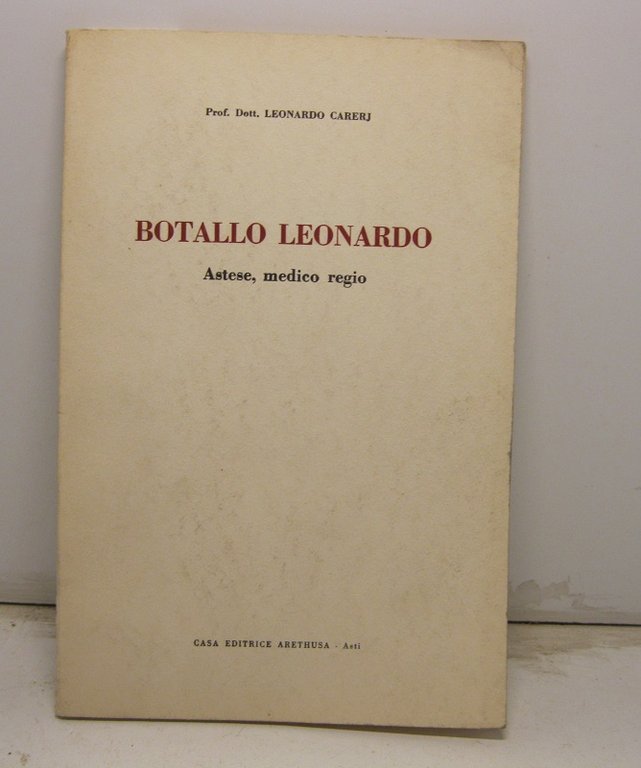 Prof. Dott. LEONARDO CARERJ
BOTALLO LEONARDO
Astese, medico regio
CASA EDITRICE ARETHUSA - Asti